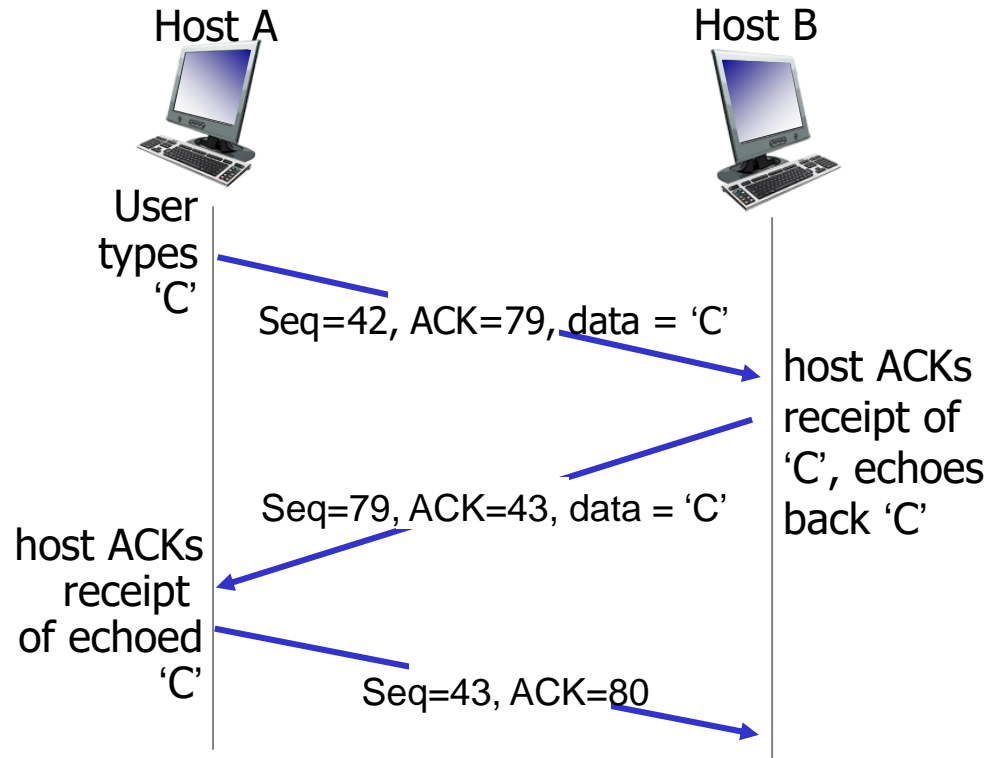 Host A
Host B
User
types
‘C’
Seq=42, ACK=79, data = ‘C’
host ACKs
receipt of
‘C’, echoes
back ‘C’
Seq=79, ACK=43, data = ‘C’
host ACKs
receipt
of echoed
‘C’
Seq=43, ACK=80